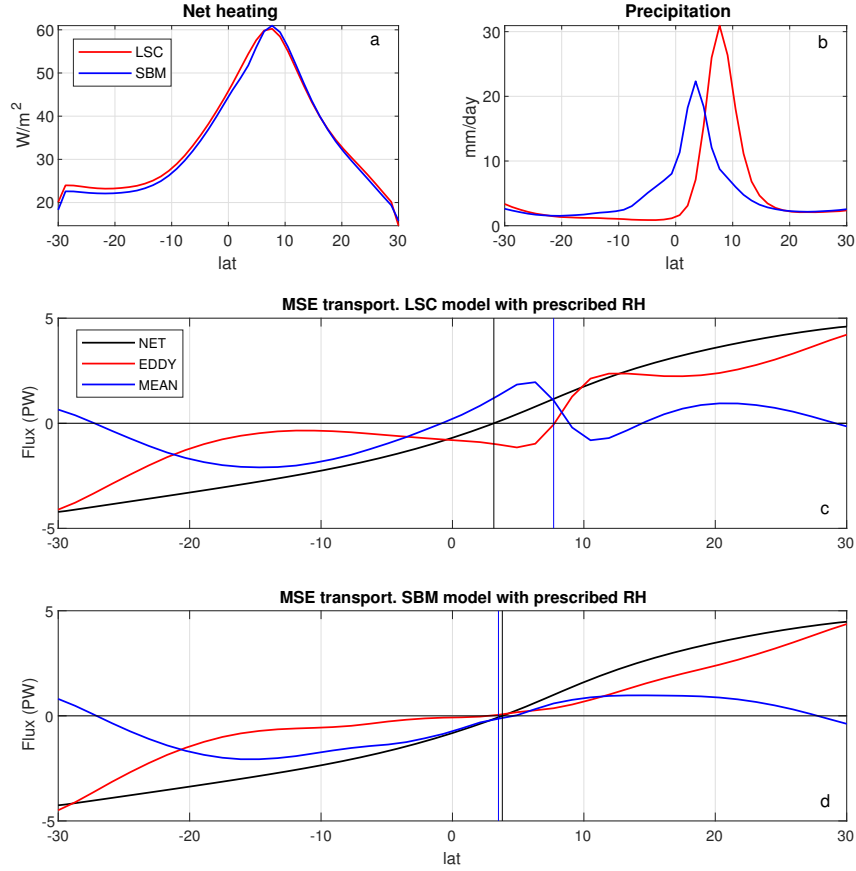 Net heating
a
LSC
SBM
W/m²
60
50
40
30
20
-30 -20 -10 0 10 20 30
lat
Precipitation
b
mm/day
30
20
10
0
-30 -20 -10 0 10 20 30
lat
MSE transport. LSC model with prescribed RH
NET
EDDY
MEAN
Flux (PW)
5
0
-5
c
-30 -20 -10 0 10 20 30
MSE transport. SBM model with prescribed RH
Flux (PW)
5
0
-5
d
-30 -20 -10 0 10 20 30
lat